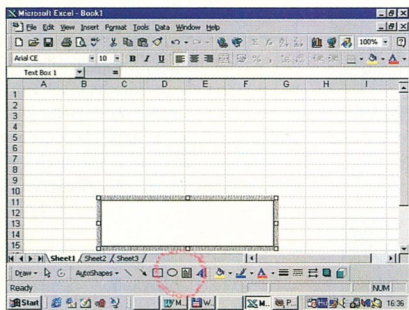 Microsoft Excel - Book1
File Edit View Insert Format Tools Data Window Help
100%
Arial CE 10 B I U
Text Box 1 =
A B C D E F G H I
1
2
3
4
5
6
7
8
9
10
11
12
13
14
15
Sheet1 Sheet2 Sheet3
Draw AutoShapes
Ready NUM
Start M.. W.. M.. P.. 16:36